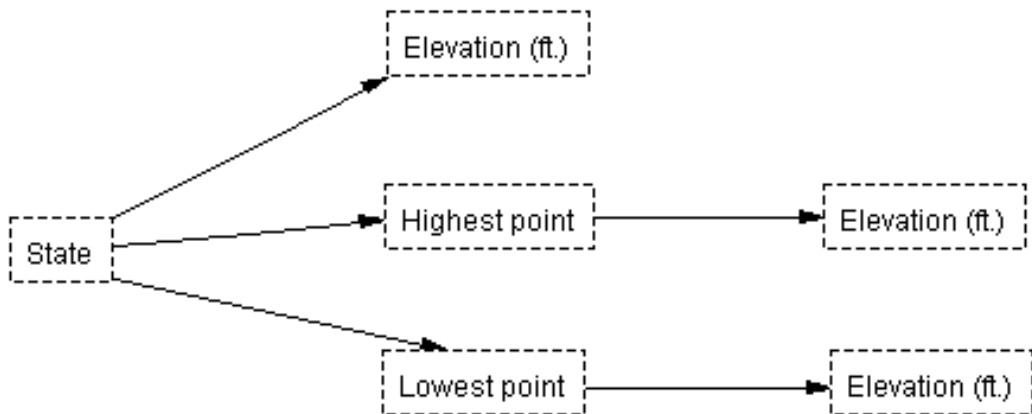 Elevation (ft.)
Highest point
Elevation (ft.)
State
Lowest point
Elevation (ft.)